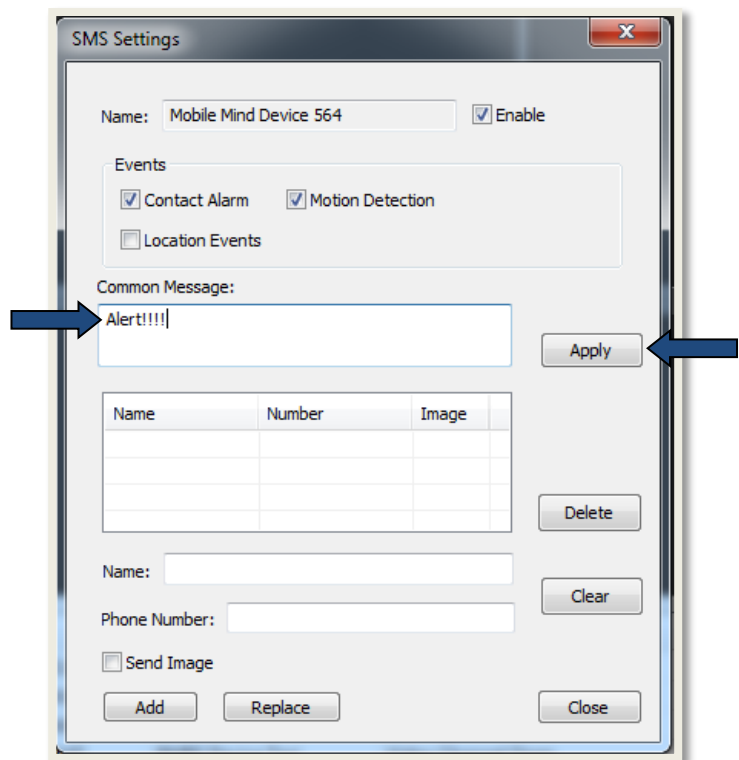 SMS Settings
Name: Mobile Mind Device 564 Enable
Events
Contact Alarm Motion Detection
Location Events
Common Message:
Alert!!!!
Apply
Name Number Image
Delete
Name:
Clear
Phone Number:
Send Image
Add Replace Close